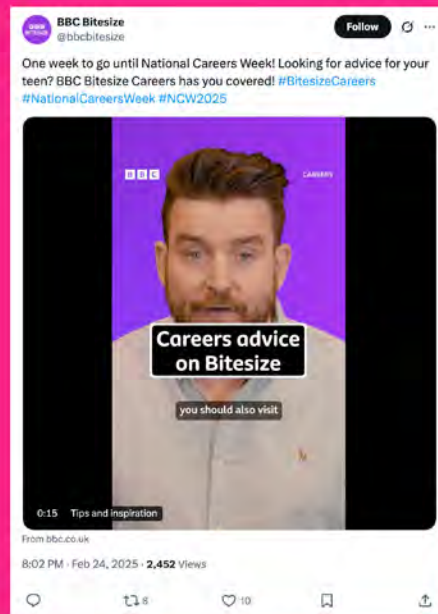 BBC Bitesize
@bbcbitesize
Follow
One week to go until National Careers Week! Looking for advice for your
teen? BBC Bitesize Careers has you covered! #BitesizeCareers
#NationalCareersWeek #NCW2025
BBC
CAREERS
Careers advice
on Bitesize
you should also visit
0:15 Tips and inspiration
From bbc.co.uk
8:02 PM · Feb 24, 2025 · 2,452 Views
8
10